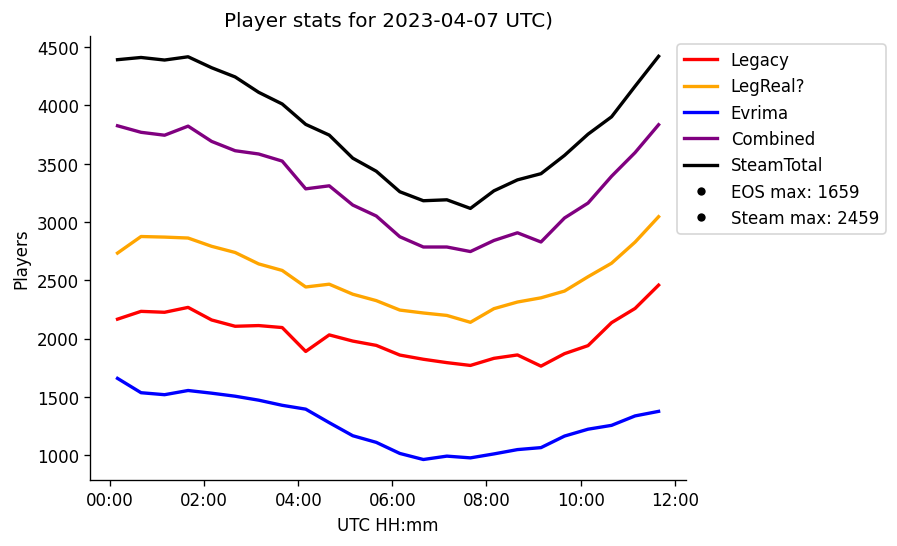 Player stats for 2023-04-07 UTC)
4500
4000
3500
3000
2500
2000
1500
1000
Players
00:00 02:00 04:00 06:00 08:00 10:00 12:00
UTC HH:mm
Legacy
LegReal?
Evrima
Combined
SteamTotal
EOS max: 1659
Steam max: 2459